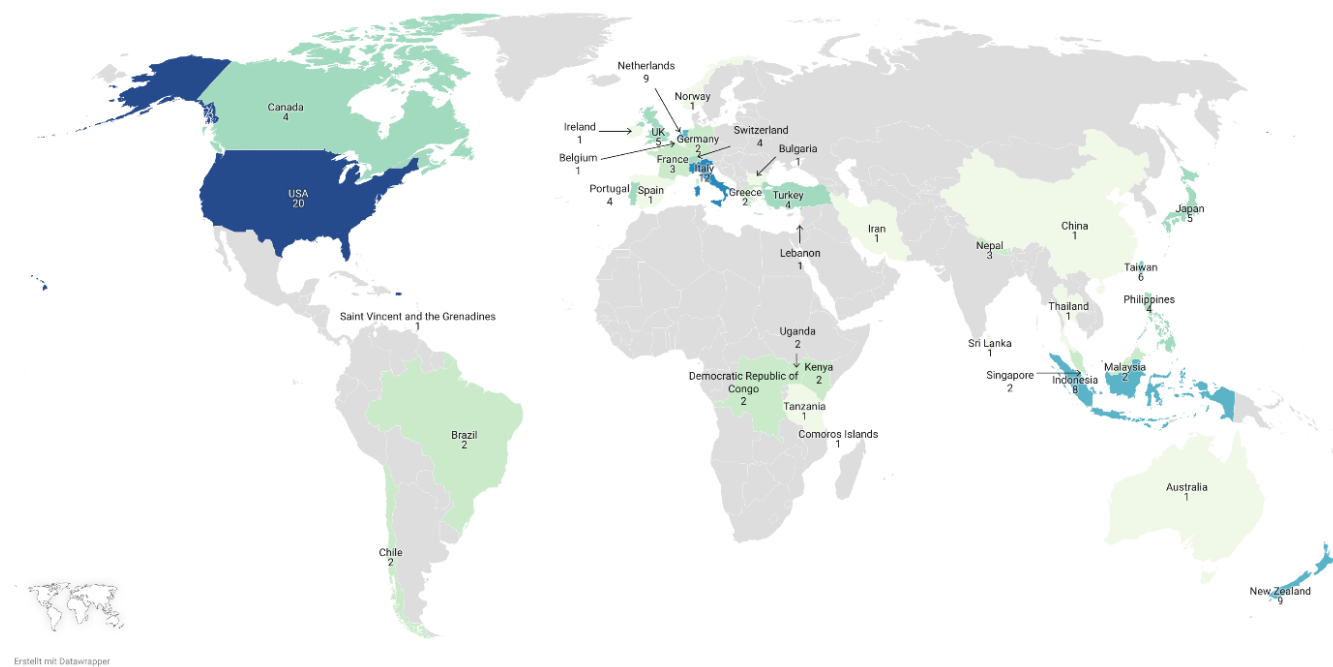 Netherlands
9
Norway
1
Canada
4
Ireland
1
UK
5
Germany
2
Switzerland
4
Belgium
1
France
3
Bulgaria
1
Italy
12
Portugal
4
Spain
1
Greece
2
Turkey
4
USA
20
Japan
5
Iran
1
China
1
Nepal
3
Lebanon
1
Taiwan
6
Philippines
4
Thailand
1
Saint Vincent and the Grenadines
1
Uganda
2
Sri Lanka
1
Kenya
2
Malaysia
2
Singapore
2
Indonesia
8
Democratic Republic of
Congo
2
Tanzania
1
Comoros Islands
1
Brazil
2
Australia
1
Chile
2
New Zealand
9
Erstellt mit Datawrapper